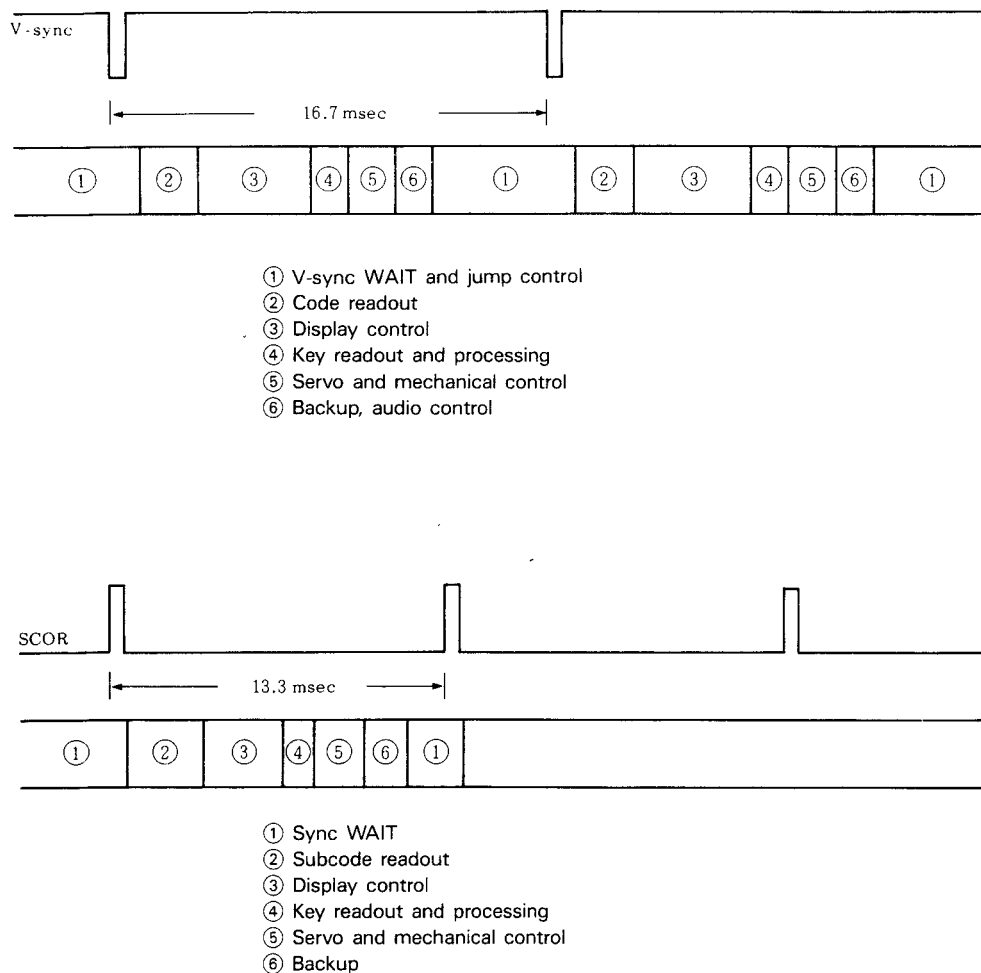 V-sync
16.7 msec
① ② ③ ④ ⑤ ⑥ ① ② ③ ④ ⑤ ⑥ ①
① V-sync WAIT and jump control
② Code readout
③ Display control
④ Key readout and processing
⑤ Servo and mechanical control
⑥ Backup, audio control
SCOR
13.3 msec
① ② ③ ④ ⑤ ⑥ ①
① Sync WAIT
② Subcode readout
③ Display control
④ Key readout and processing
⑤ Servo and mechanical control
⑥ Backup